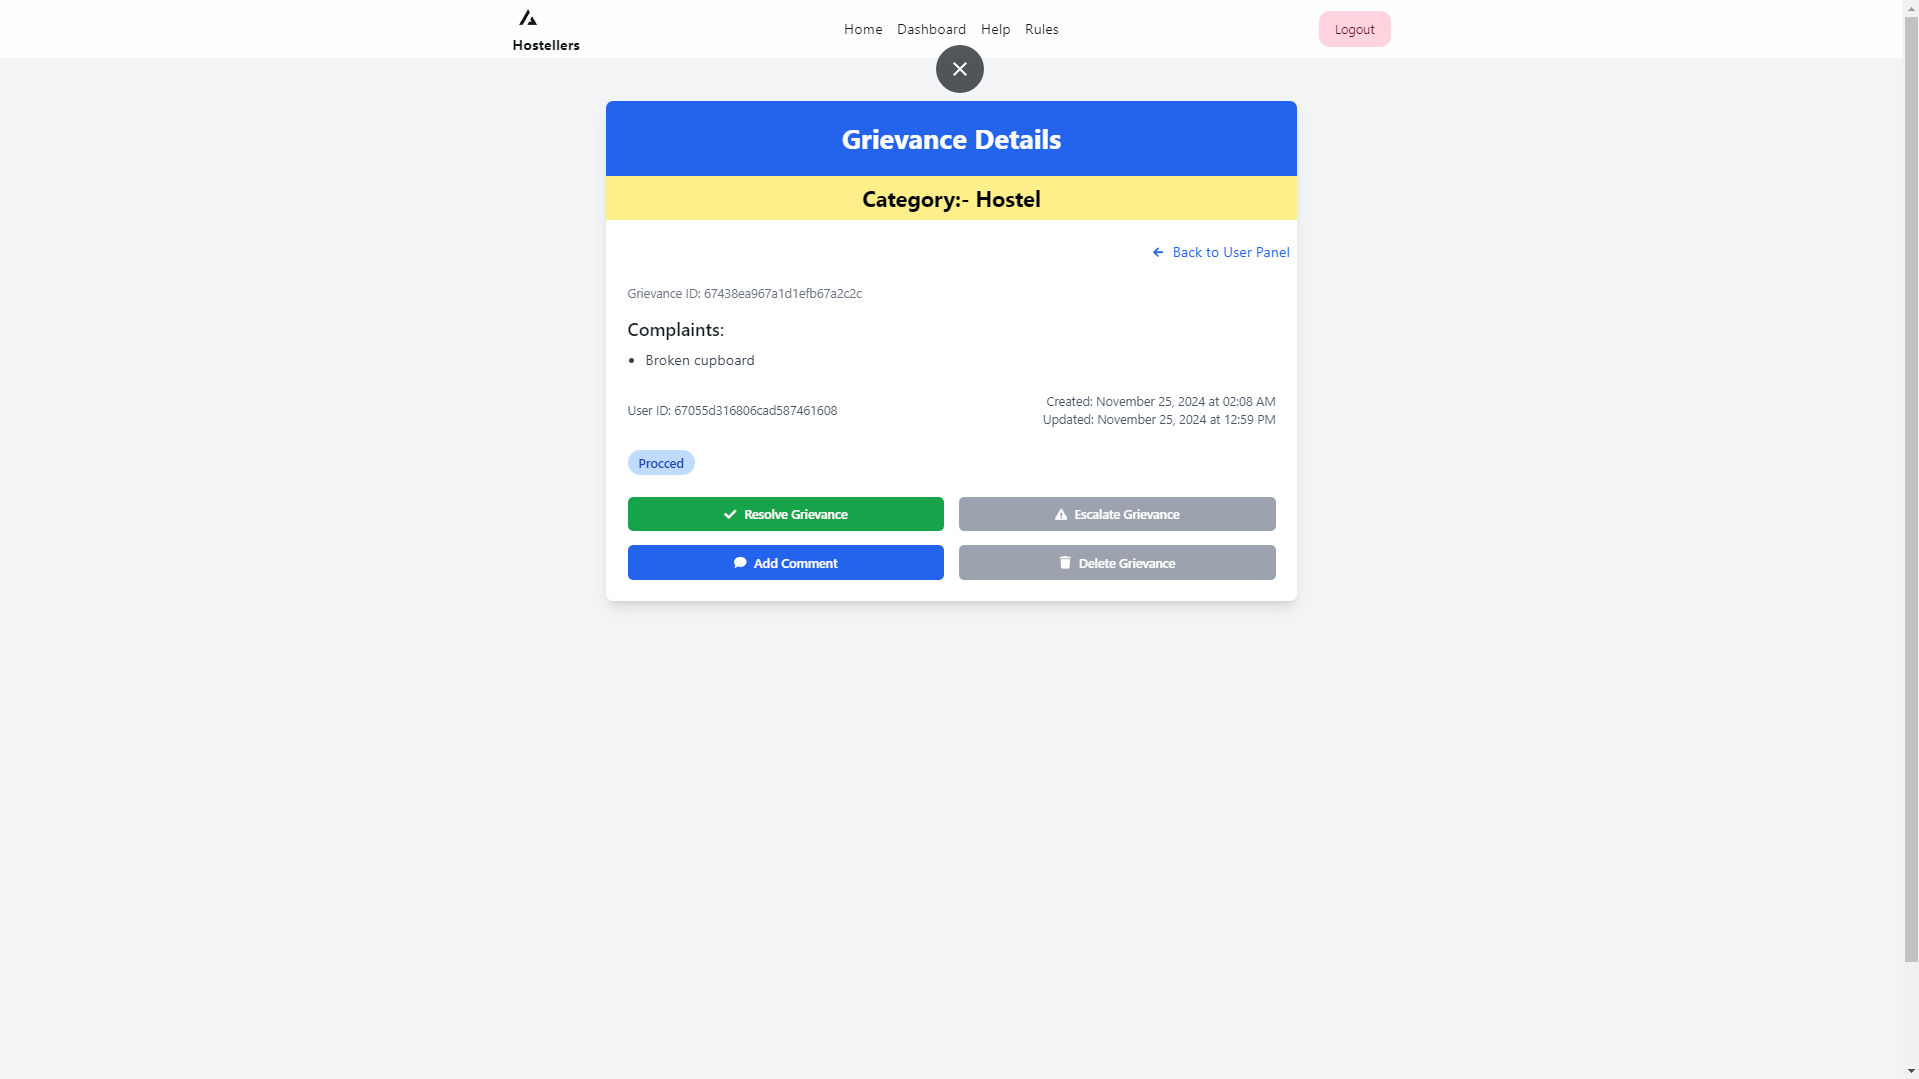 Hostellers
Home Dashboard Help Rules
Logout
Grievance Details
Category:- Hostel
Back to User Panel
Grievance ID: 67438ea967a1d1efb67a2c2c
Complaints:
Broken cupboard
User ID: 67055d316806cad587461608
Created: November 25, 2024 at 02:08 AM
Updated: November 25, 2024 at 12:59 PM
Procced
Resolve Grievance
Escalate Grievance
Add Comment
Delete Grievance